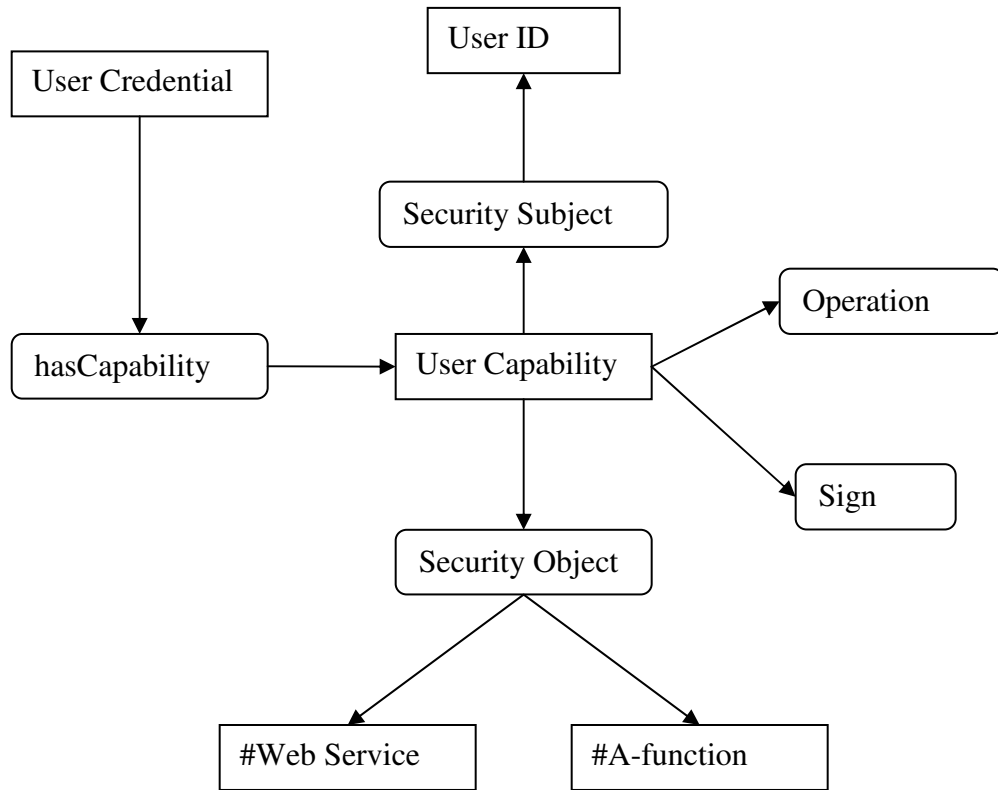 User ID
User Credential
Security Subject
Operation
hasCapability
User Capability
Sign
Security Object
#Web Service
#A-function